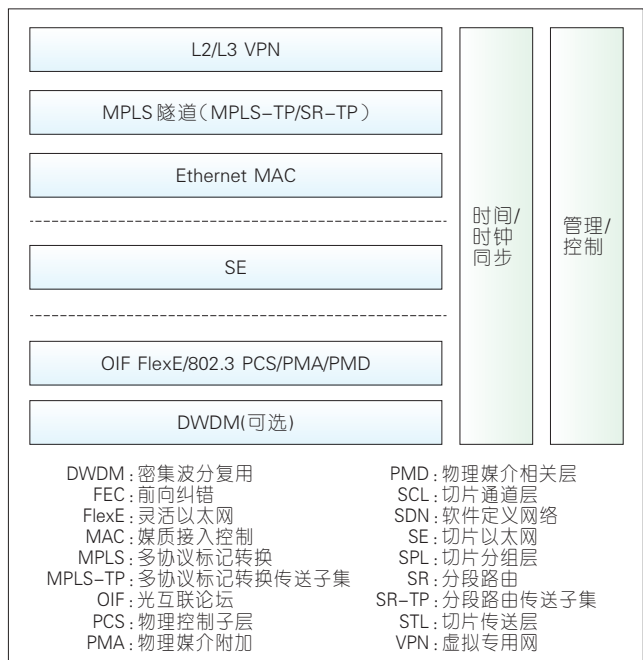 L2/L3 VPN
MPLS 隧道(MPLS-TP/SR-TP)
Ethernet MAC
SE
OIF FlexE/802.3 PCS/PMA/PMD
DWDM(可选)
时间/
时钟
同步
管理/
控制
DWDM:密集波分复用
FEC:前向纠错
FlexE:灵活以太网
MAC:媒质接入控制
MPLS:多协议标记转换
MPLS-TP:多协议标记转换传送子集
OIF:光互联论坛
PCS:物理控制子层
PMA:物理媒介附加
PMD:物理媒介相关层
SCL:切片通道层
SDN:软件定义网络
SE:切片以太网
SPL:切片分组层
SR:分段路由
SR-TP:分段路由传送子集
STL:切片传送层
VPN:虚拟专用网